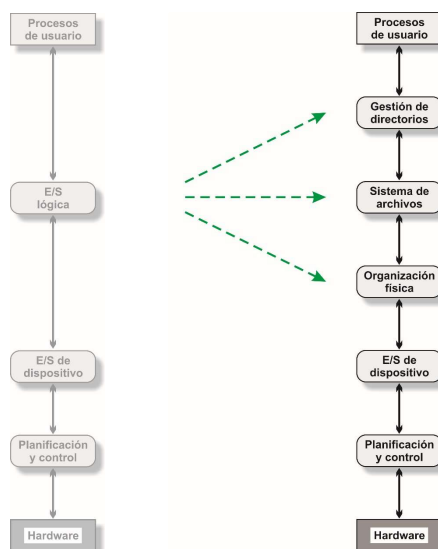 Procesos
de usuario
E/S
lógica
E/S de
dispositivo
Planificación
y control
Hardware
Procesos
de usuario
Gestión de
directorios
Sistema de
archivos
Organización
física
E/S de
dispositivo
Planificación
y control
Hardware